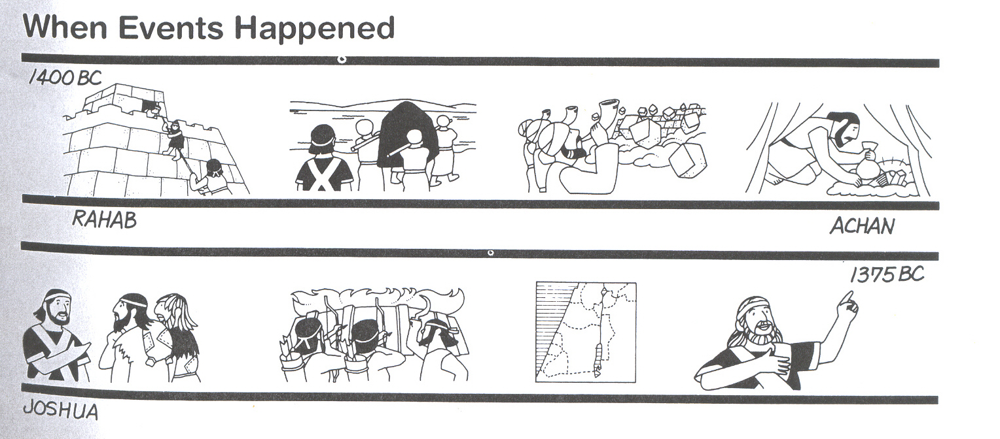 When Events Happened
1400 BC
RAHAB
ACHAN
1375 BC
JOSHUA